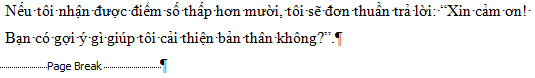 Nếu tôi nhận được điểm số thấp hơn mười, tôi sẽ đơn thuần trả lời: “Xin cảm ơn!
Bạn có gợi ý gì giúp tôi cải thiện bản thân không?”.¶
Page Break¶